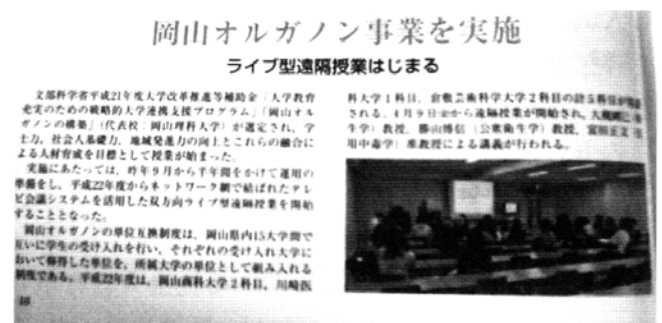 岡山オルガノン事業を実施
ライブ型遠隔授業はじまる
文部科学省平成21年度大学改革推進等補助金「大学教育
充実のための戦略的大学連携支援プログラム」「岡山オル
ガノンの構築」(代表校:岡山理科大学)が選定され、学
士力、社会人基礎力、地域発進力の向上とこれらの融合に
よる人材育成を目標として授業が始まった。
実施にあたっては、昨年9月から半年間をかけて運用の
準備をし、平成22年度からネットワーク網で結ばれたテレ
ビ会議システムを活用した双方向ライブ型遠隔授業を開始
することとなった。
岡山オルガノンの単位互換制度は、岡山県内15大学間で
互いに学生の受け入れを行い、それぞれの受け入れ大学に
おいて修得した単位を、所属大学の単位として組み入れる
制度である。平成22年度は、岡山商科大学2科目、川崎医
科大学1科目、倉敷芸術科学大学2科目の計5科目が
される。4月9日金から遠隔授業が開始され、大槻剛
生学)教授、勝山博信(公衆衛生学)教授、富田正文
用中毒学)准教授による講義が行われる。